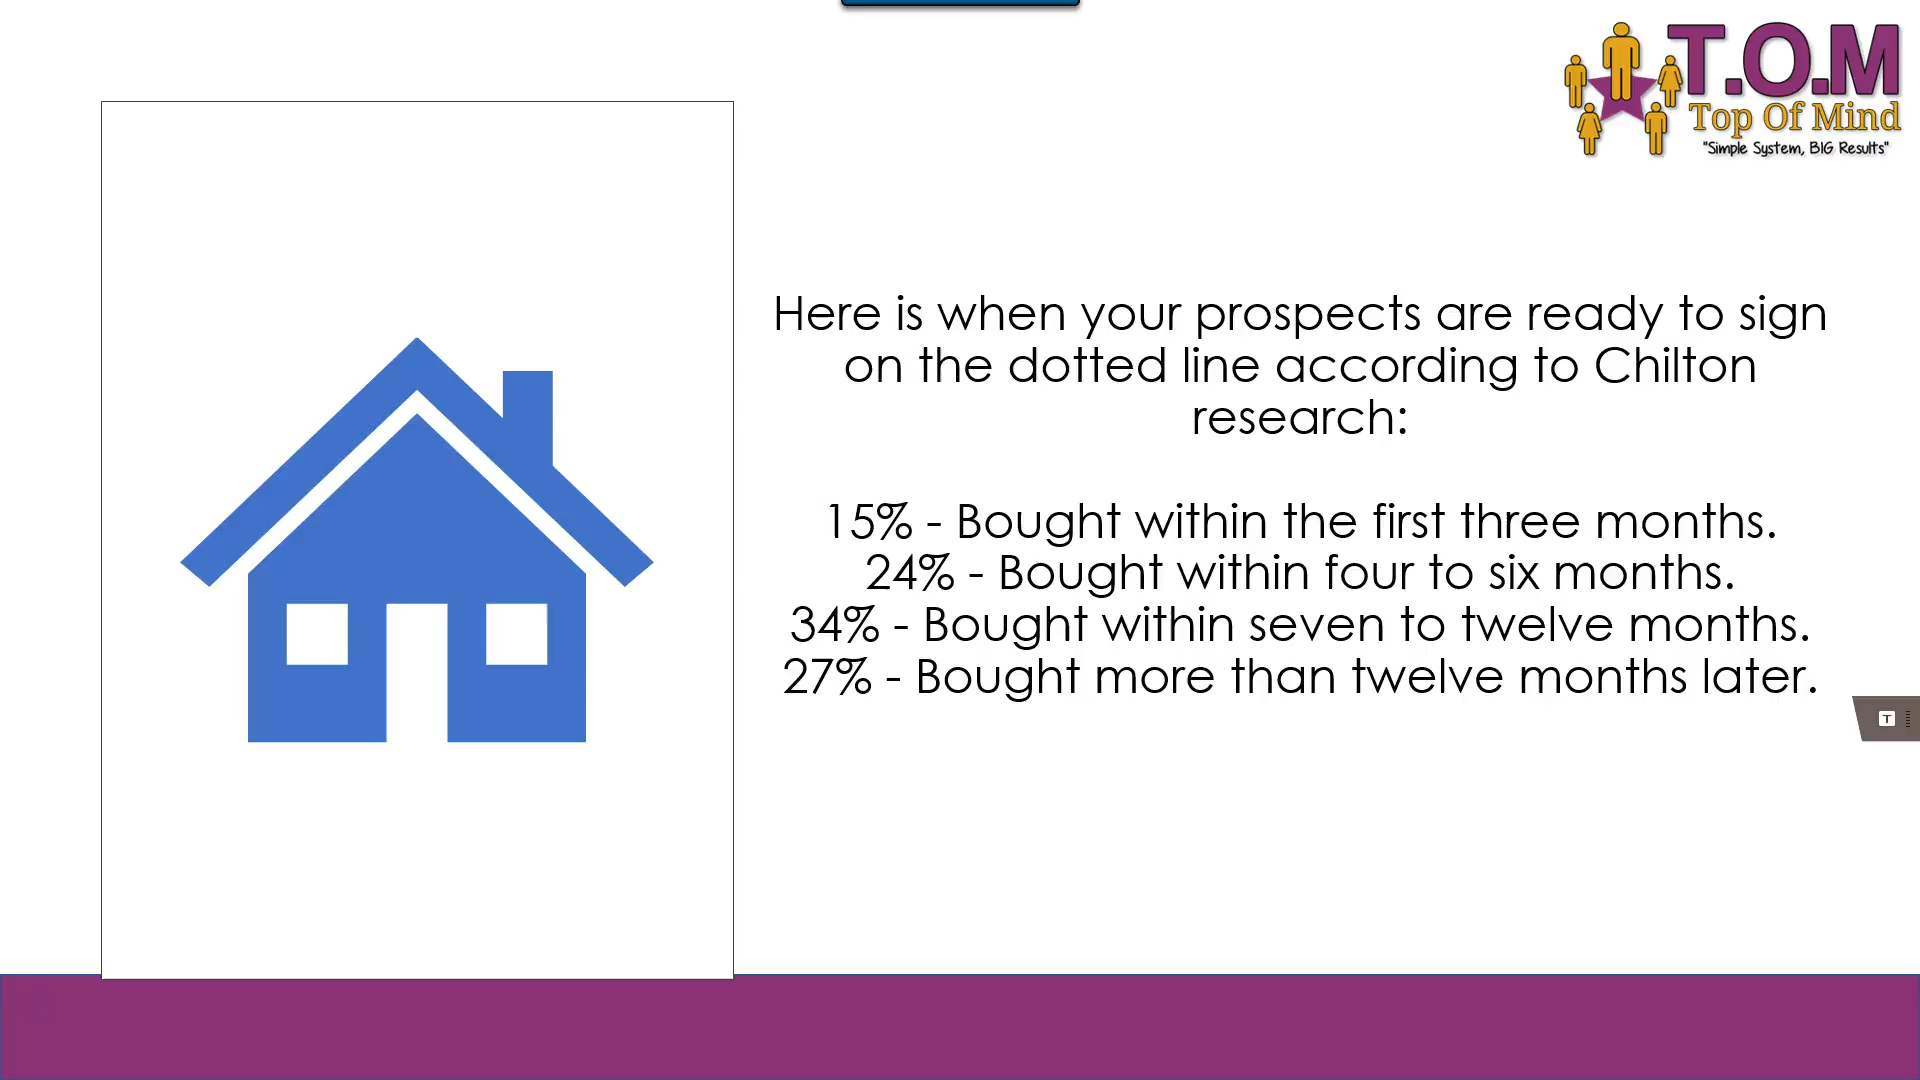 T.O.M
Top Of Mind
"Simple System, BIG Results"
Here is when your prospects are ready to sign
on the dotted line according to Chilton
research:
15% - Bought within the first three months.
24% - Bought within four to six months.
34% - Bought within seven to twelve months.
27% - Bought more than twelve months later.
T